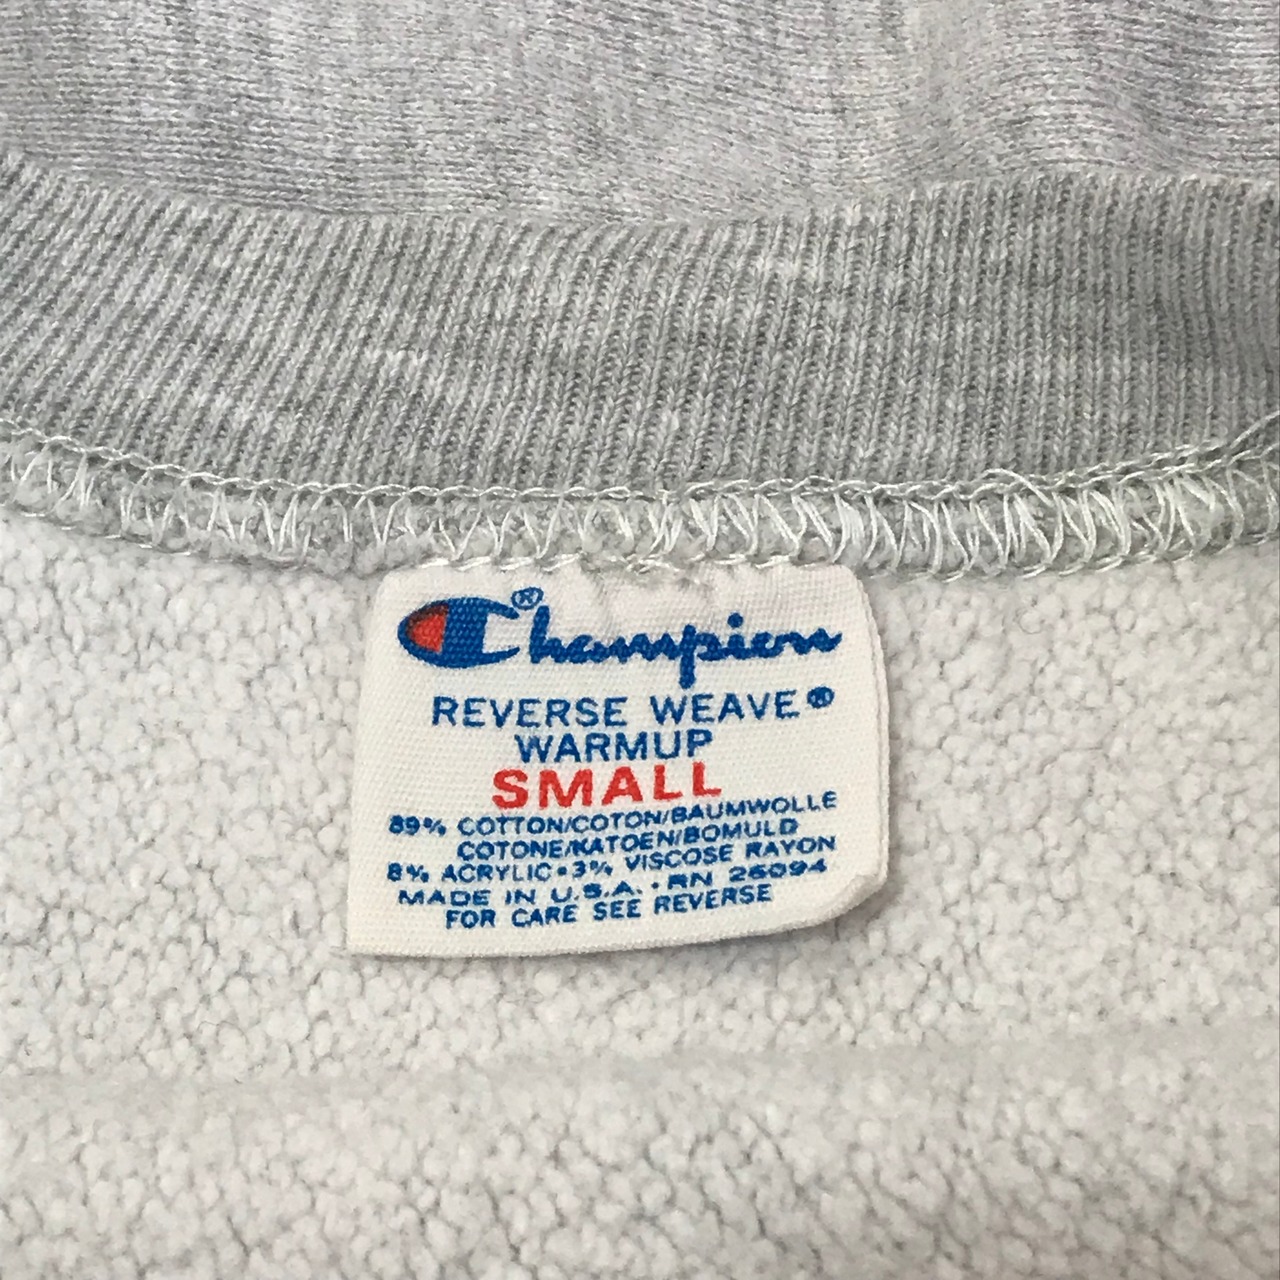 Champion®
REVERSE WEAVE®
WARMUP
SMALL
89% COTTON/COTON/BAUMWOLLE
COTONE/KATOEN/BOMULD
8% ACRYLIC•3% VISCOSE RAYON
MADE IN U.S.A. • RN 26094
FOR CARE SEE REVERSE